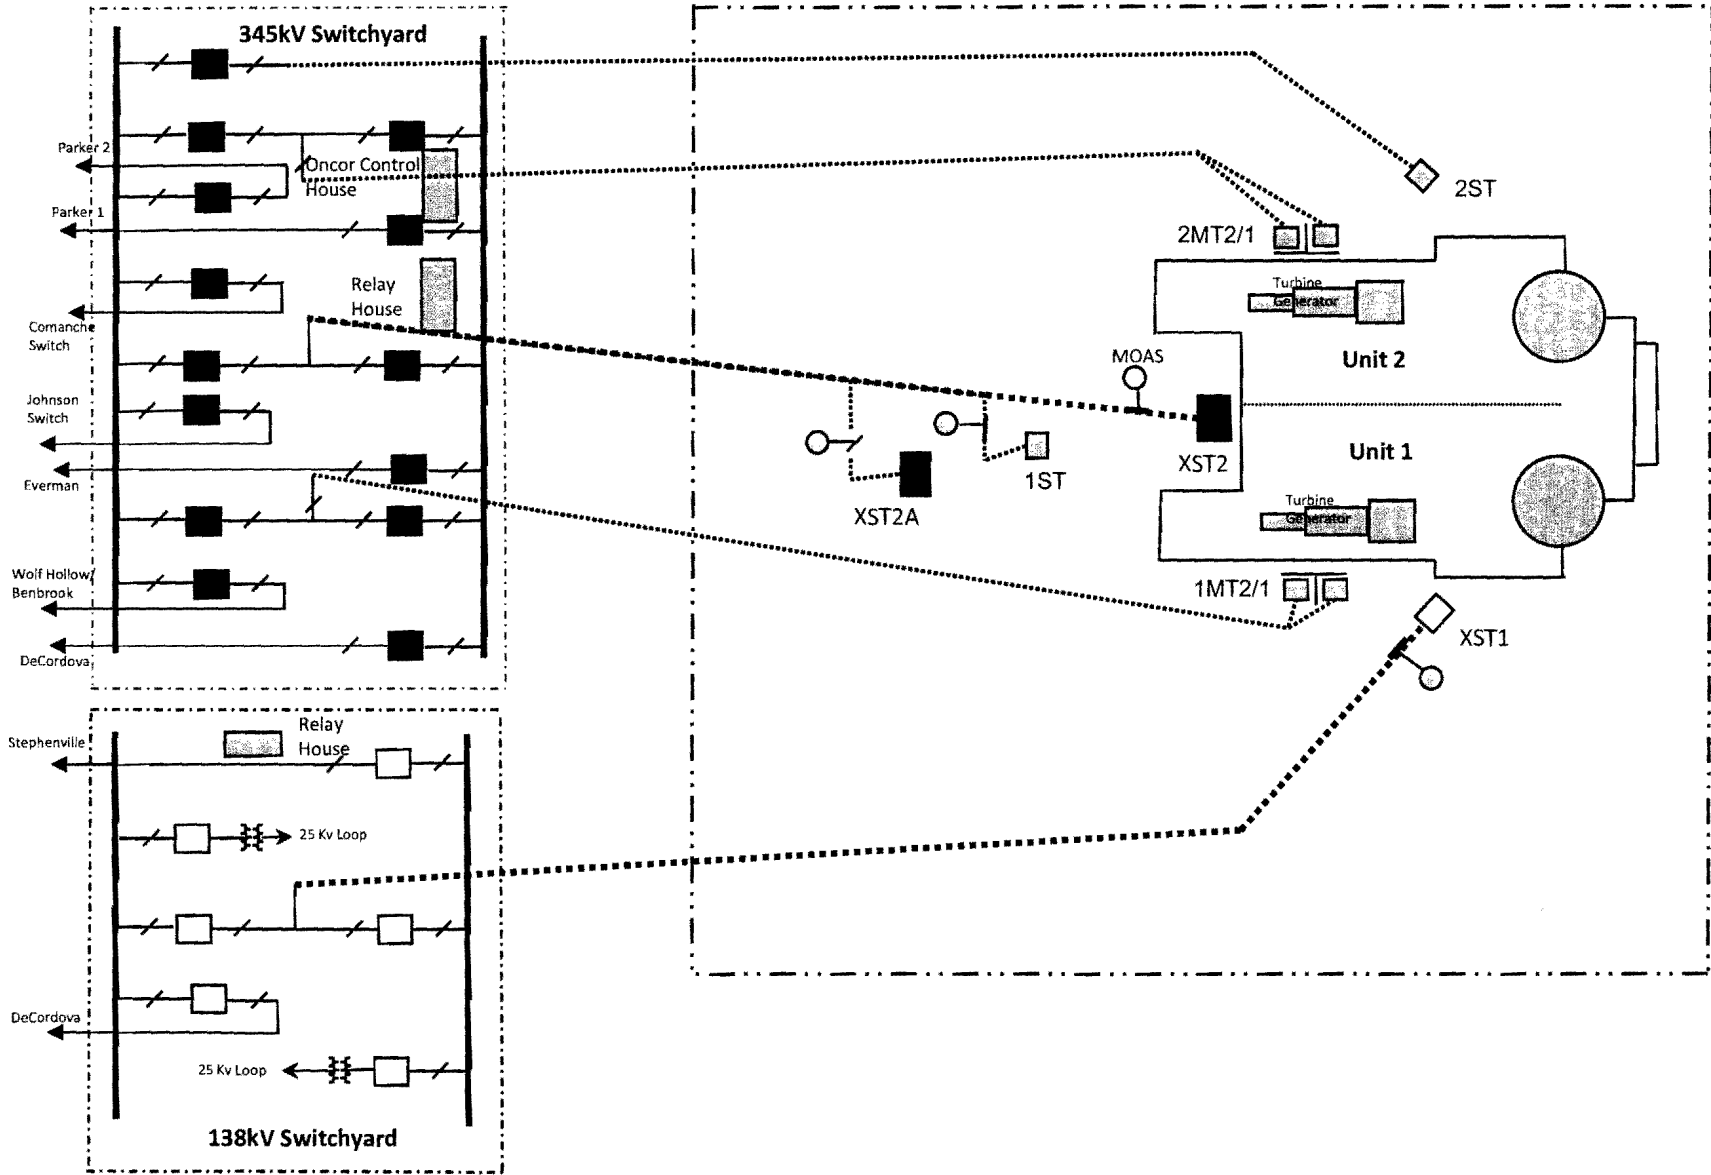 345kV Switchyard
Parker 2
Oncor Control
House
Parker 1
Relay
House
Comanche
Switch
Johnson
Switch
Everman
Wolf Hollow/
Benbrook
DeCordova
2ST
2MT2/1
Turbine
Generator
Unit 2
MOAS
XST2
Unit 1
1ST
XST2A
Turbine
Generator
1MT2/1
XST1
Relay
House
Stephenville
25 Kv Loop
DeCordova
25 Kv Loop
138kV Switchyard